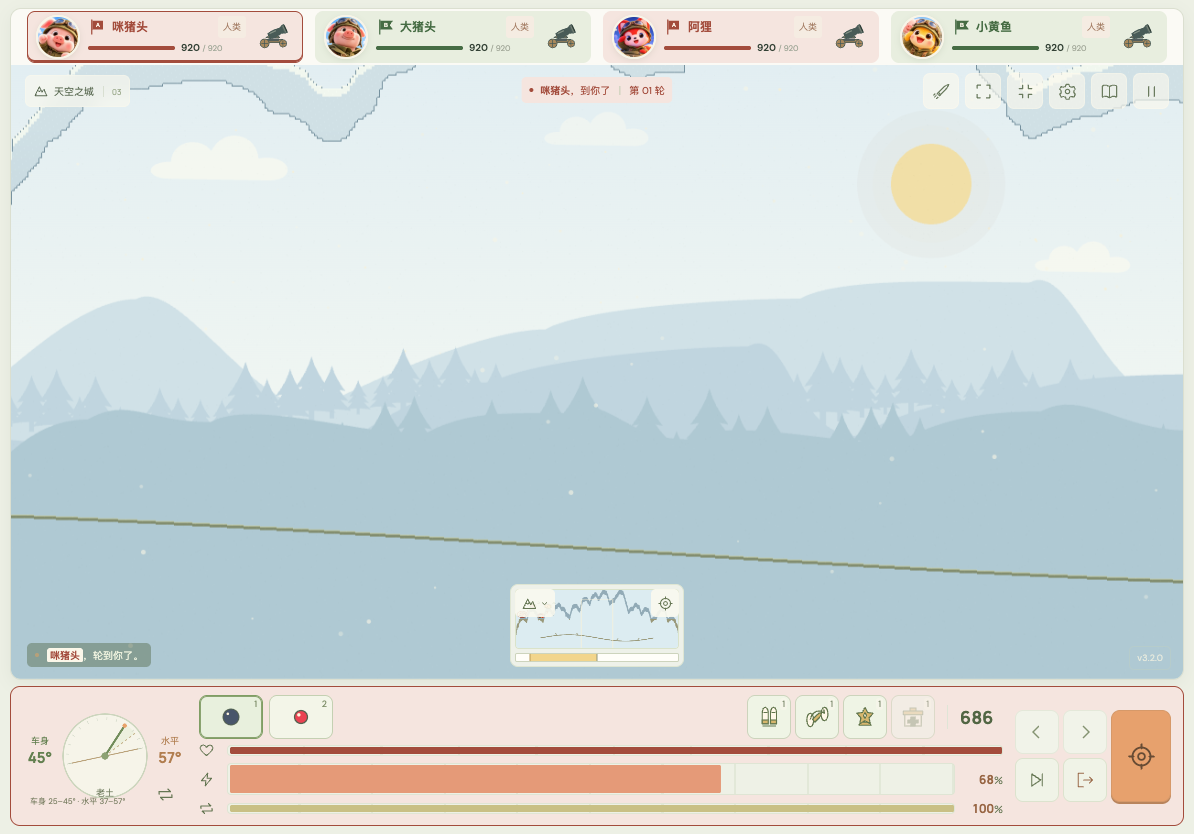 A 咪猪头 人类
920 / 920
B 大猪头 人类
920 / 920
A 阿狸 人类
920 / 920
B 小黄鱼 人类
920 / 920
天空之城 03
咪猪头，到你了 第 01 轮
咪猪头，轮到你了。
v3.2.0
1
2
1
1
1
1
686
车身
45°
水平
57°
老土
车身 25–45° · 水平 37–57°
68%
100%